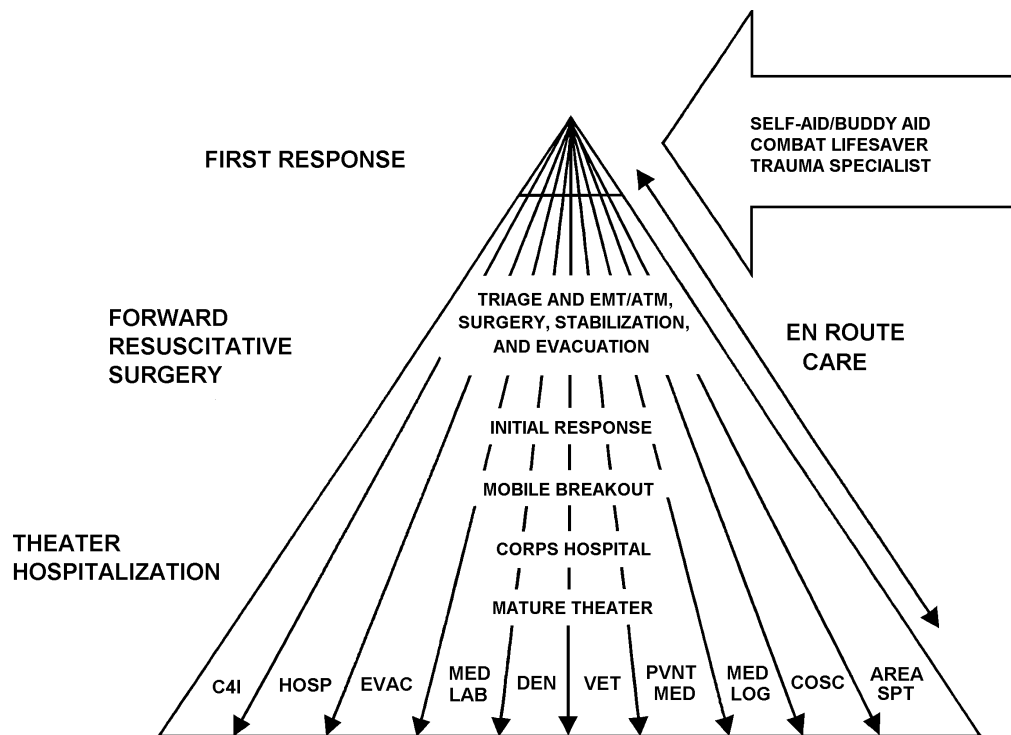 SELF-AID/BUDDY AID
COMBAT LIFESAVER
TRAUMA SPECIALIST
FIRST RESPONSE
TRIAGE AND EMT/ATM,
SURGERY, STABILIZATION,
AND EVACUATION
FORWARD
RESUSCITATIVE
SURGERY
EN ROUTE
CARE
INITIAL RESPONSE
MOBILE BREAKOUT
THEATER
HOSPITALIZATION
CORPS HOSPITAL
MATURE THEATER
C4I
HOSP
EVAC
MED
LAB
DEN
VET
PVNT
MED
MED
LOG
COSC
AREA
SPT